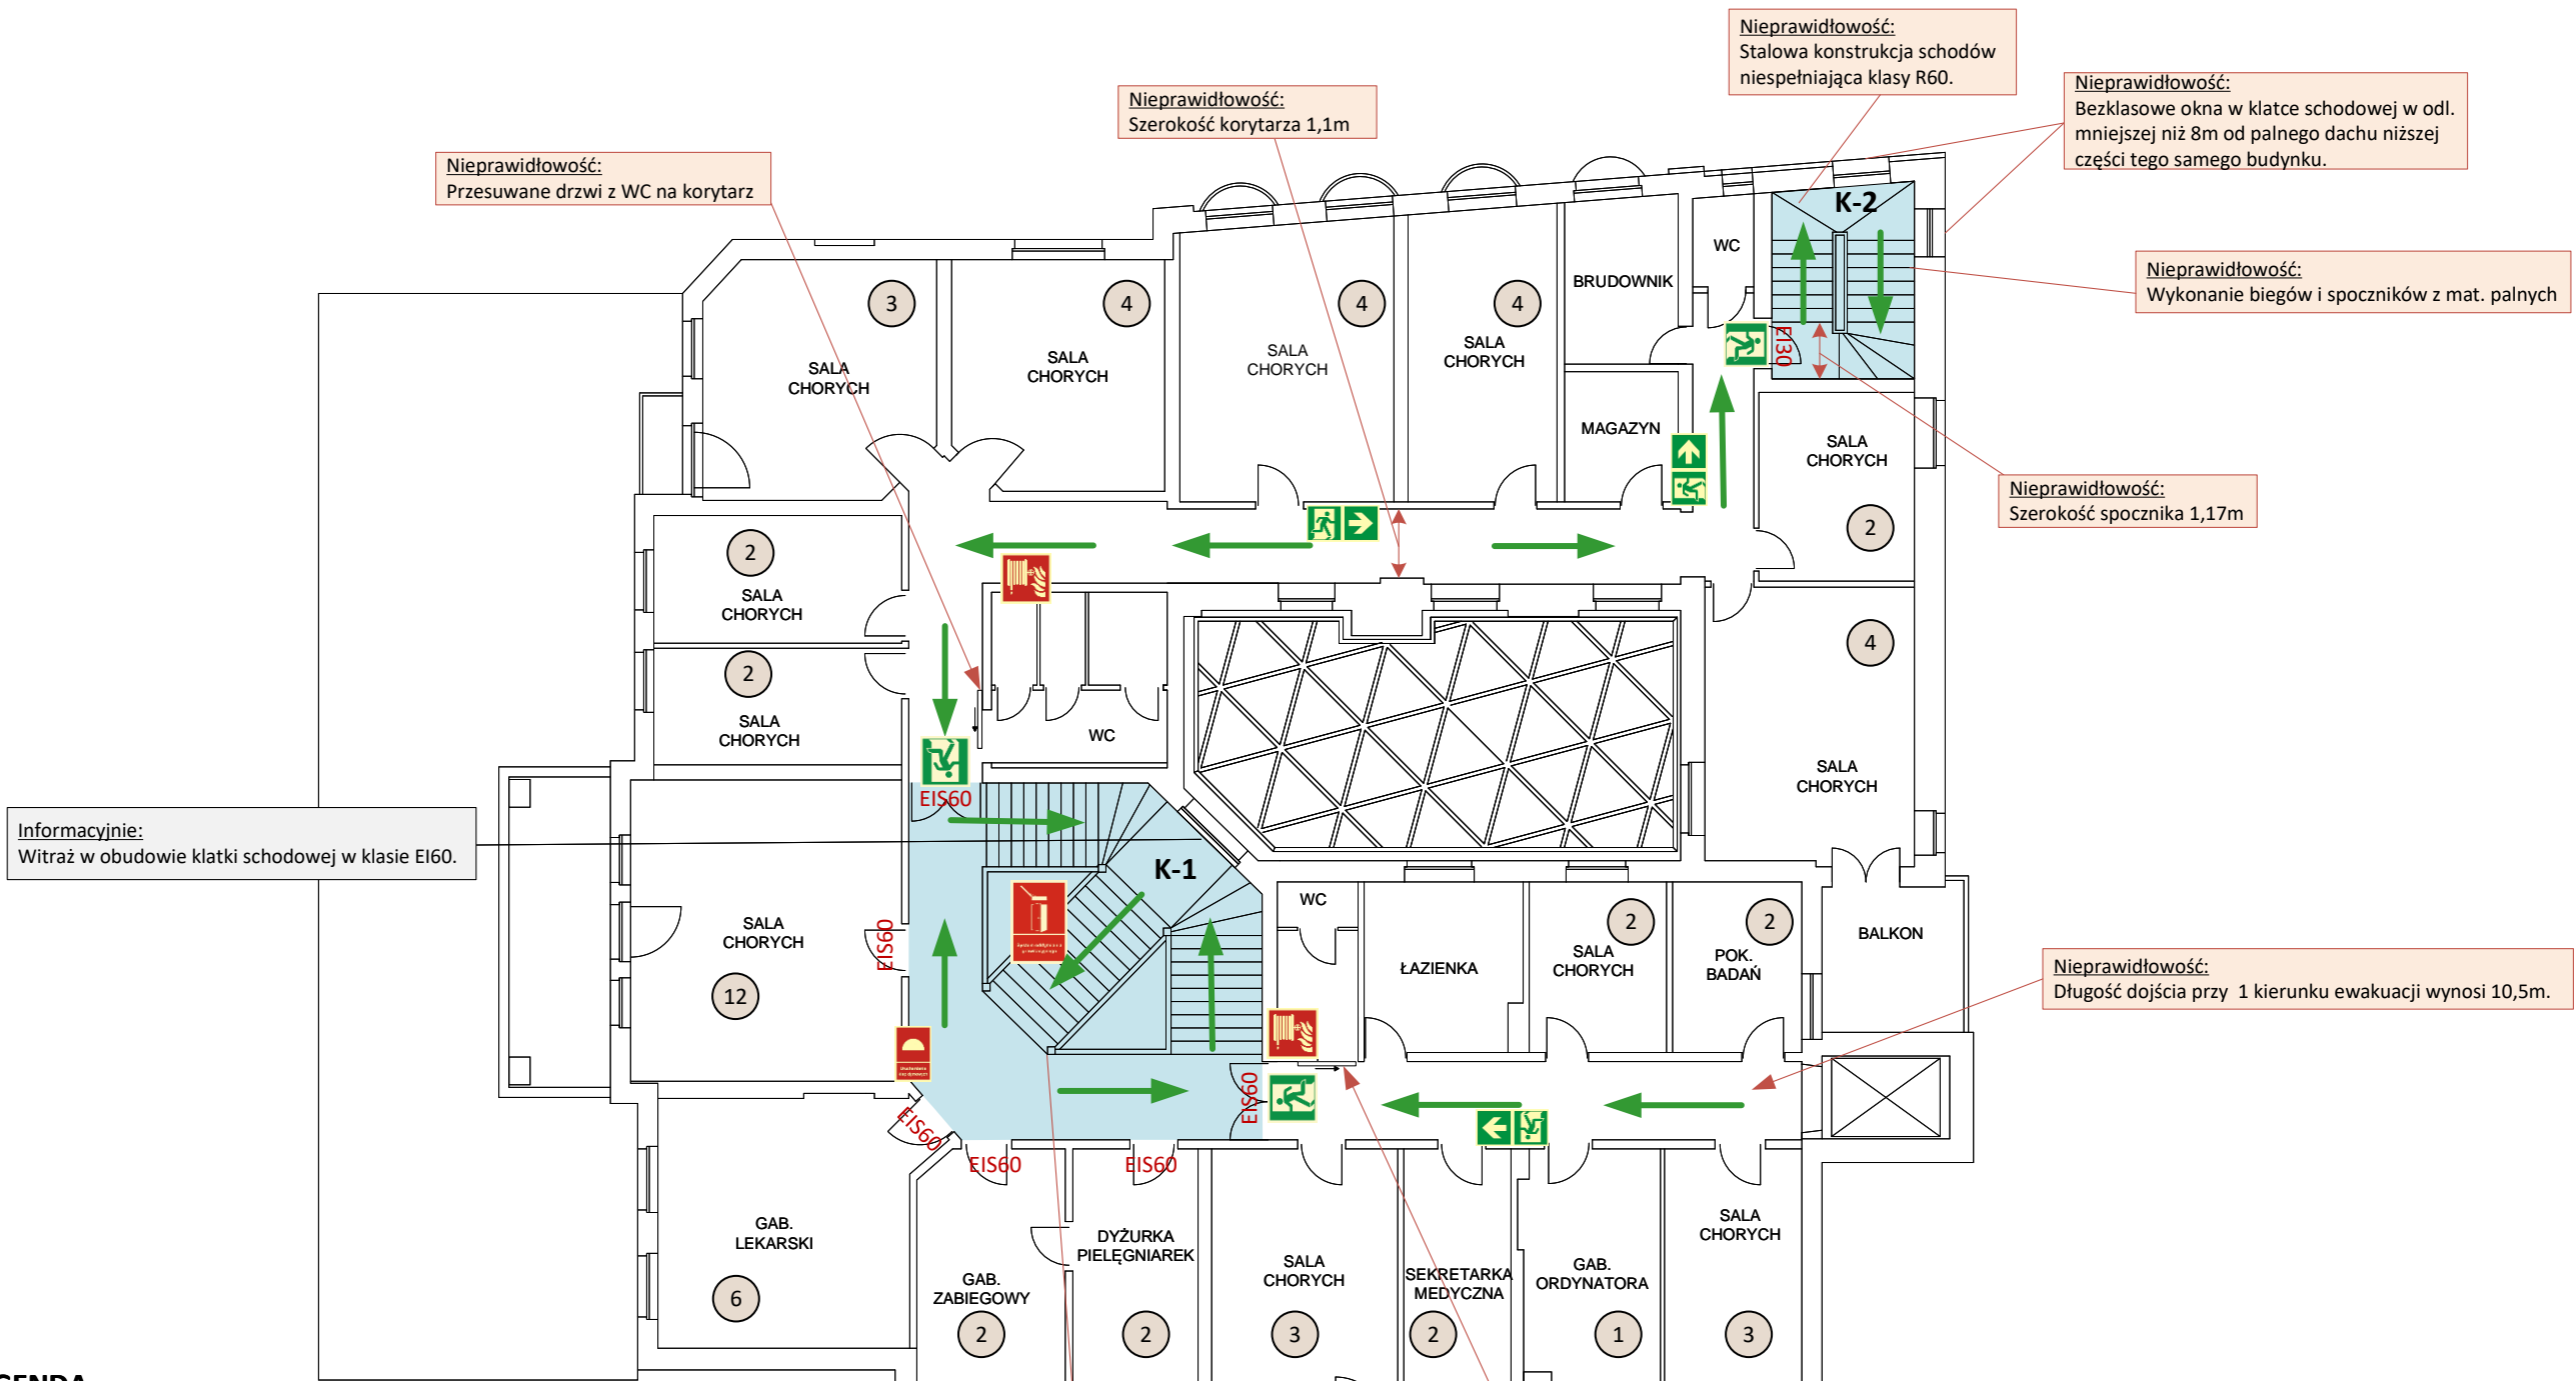 Nieprawidłowość:
Stalowa konstrukcja schodów
niespełniająca klasy R60.
Nieprawidłowość:
Bezklasowe okna w klatce schodowej w odl.
mniejszej niż 8m od palnego dachu niższej
części tego samego budynku.
Nieprawidłowość:
Szerokość korytarza 1,1m
Nieprawidłowość:
Przesuwane drzwi z WC na korytarz
K-2
WC
Nieprawidłowość:
Wykonanie biegów i spoczników z mat. palnych
BRUDOWNIK
3
4
4
4
EI30
SALA
CHORYCH
SALA
CHORYCH
SALA
CHORYCH
SALA
CHORYCH
MAGAZYN
SALA
CHORYCH
2
Nieprawidłowość:
Szerokość spocznika 1,17m
2
SALA
CHORYCH
4
2
SALA
CHORYCH
WC
SALA
CHORYCH
EIS60
Informacyjnie:
Witraż w obudowie klatki schodowej w klasie EI60.
K-1
WC
SALA
CHORYCH
12
EIS60
ŁAZIENKA
2
SALA
CHORYCH
2
POK.
BADAŃ
BALKON
Nieprawidłowość:
Długość dojścia przy  1 kierunku ewakuacji wynosi 10,5m.
EIS60
EIS60
EIS60
EIS60
GAB.
LEKARSKI
6
GAB.
ZABIEGOWY
2
DYŻURKA
PIELĘGNIAREK
2
SALA
CHORYCH
3
SEKRETARKA
MEDYCZNA
2
GAB.
ORDYNATORA
1
SALA
CHORYCH
3